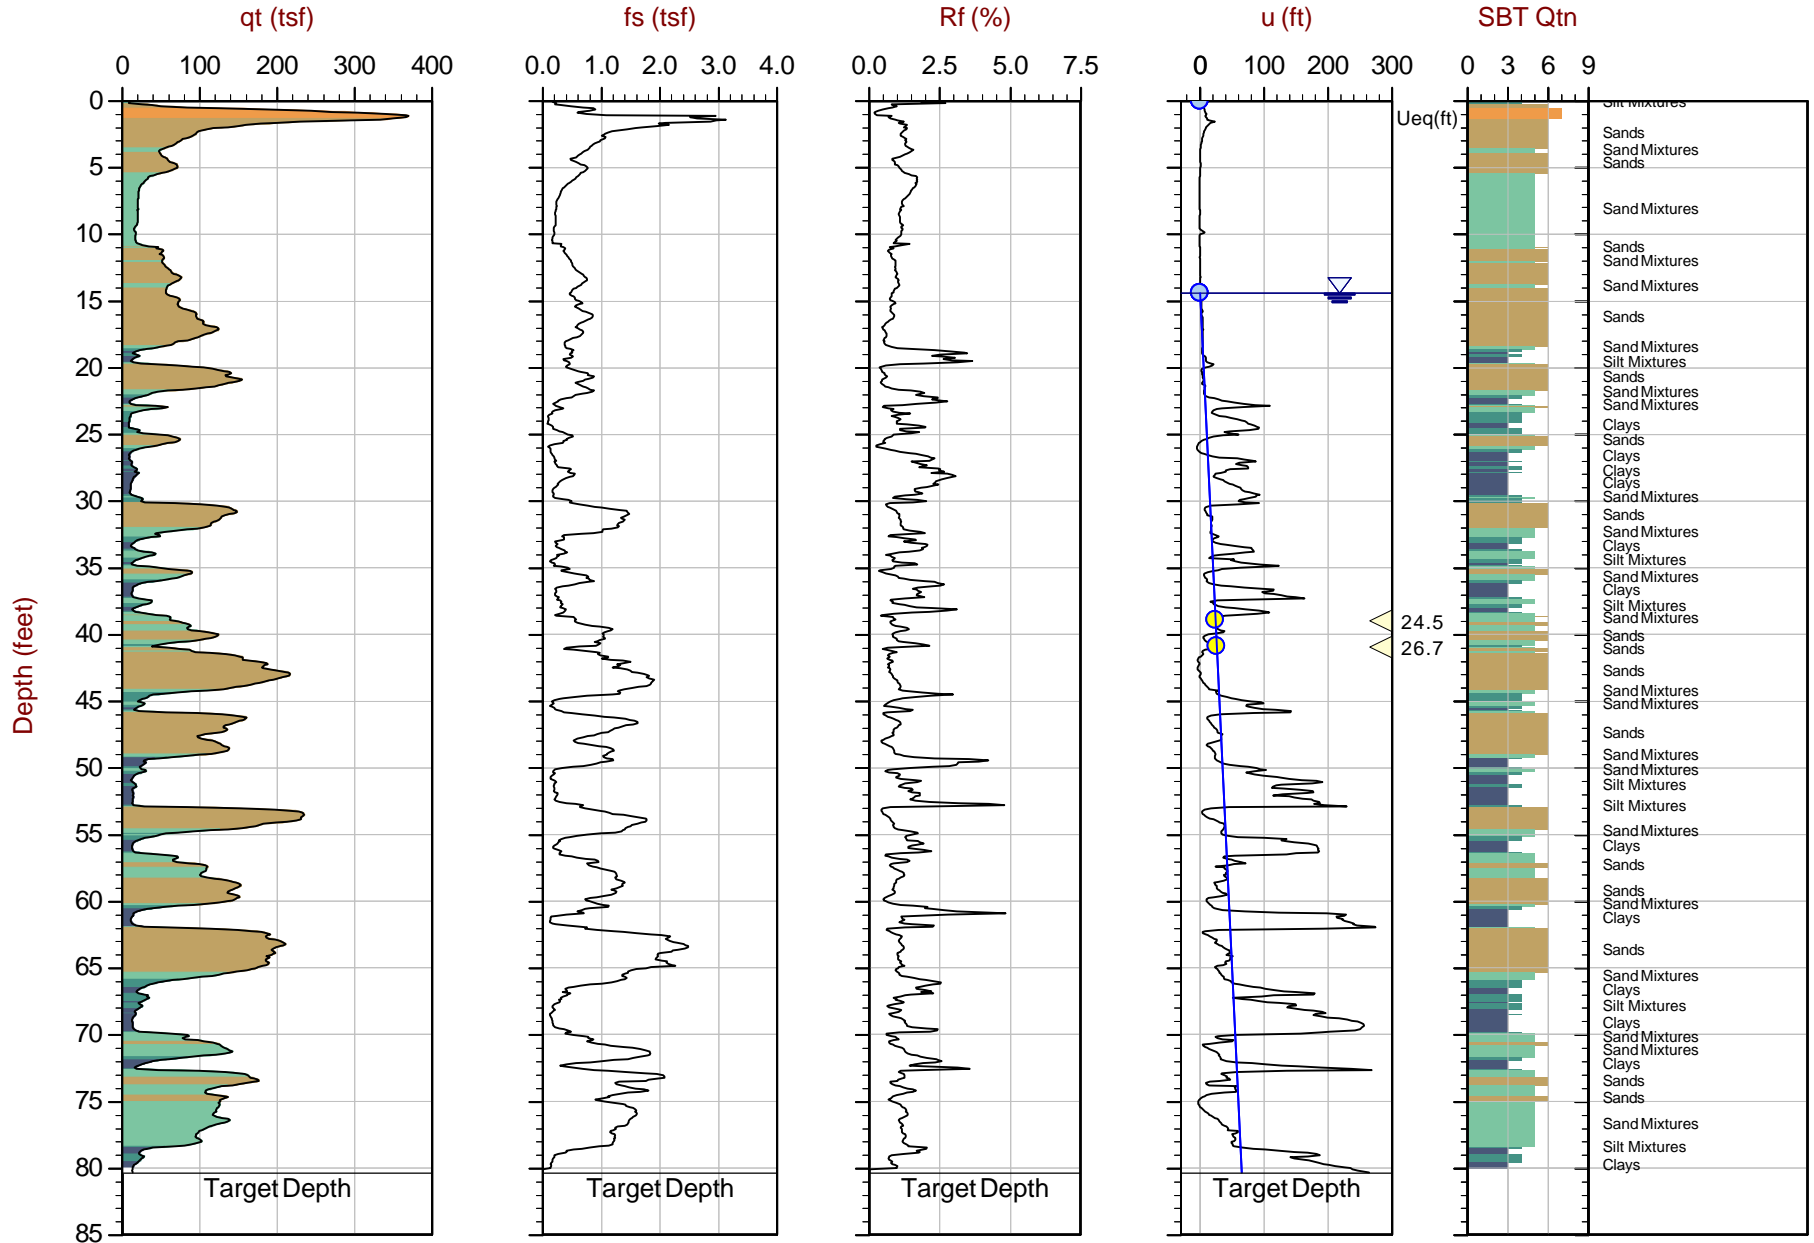 qt (tsf) fs (tsf) Rf (%) u (ft) SBT Qtn
0 100 200 300 400 0.0 1.0 2.0 3.0 4.0 0.0 2.5 5.0 7.5 0 100 200 300 0 3 6 9
0
Silt Mixtures
Ueq(ft)
Sands
Sand Mixtures
Sands
5
Sand Mixtures
10
Sands
Sand Mixtures
Sand Mixtures
15
Sands
Sand Mixtures
Silt Mixtures
20
Sands
Sand Mixtures
Sand Mixtures
Clays
25
Sands
Clays
Clays
Clays
Sand Mixtures
30
Sands
Sand Mixtures
Clays
Silt Mixtures
35
Sand Mixtures
Clays
Silt Mixtures
Sand Mixtures
24.5
40
Sands
Sands
26.7
Sands
Sand Mixtures
45
Sand Mixtures
Sands
Sand Mixtures
50
Sand Mixtures
Silt Mixtures
Silt Mixtures
55
Sand Mixtures
Clays
Sands
Sands
60
Sand Mixtures
Clays
Sands
65
Sand Mixtures
Clays
Silt Mixtures
Clays
70
Sand Mixtures
Sand Mixtures
Clays
Sands
75
Sands
Sand Mixtures
Silt Mixtures
80
Clays
Target Depth Target Depth Target Depth Target Depth
85
Depth (feet)